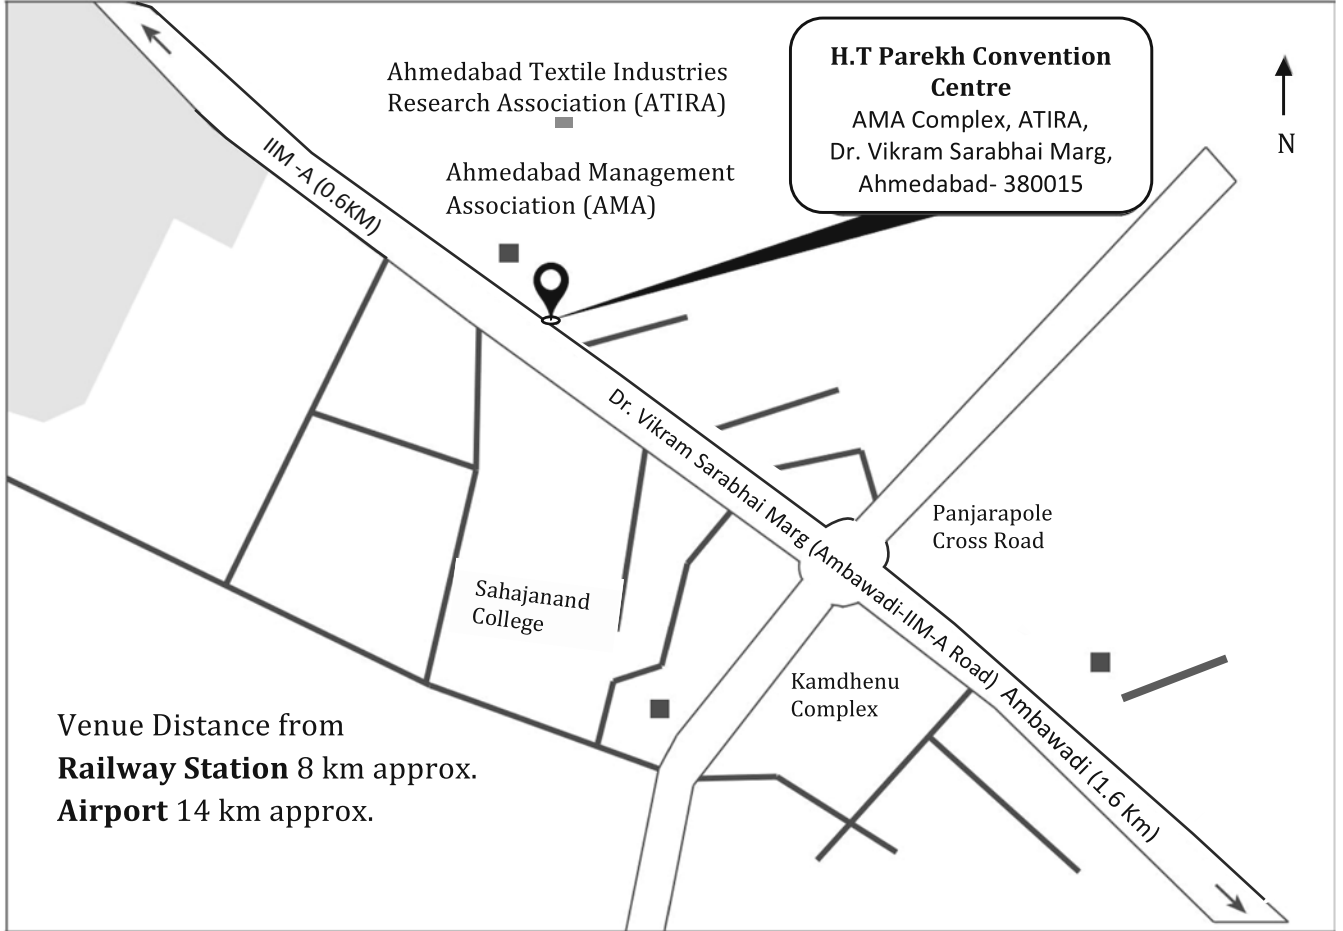 Ahmedabad Textile Industries
Research Association (ATIRA)
H.T Parekh Convention
Centre
AMA Complex, ATIRA,
Dr. Vikram Sarabhai Marg,
Ahmedabad- 380015
N
IIM -A (0.6KM)
Ahmedabad Management
Association (AMA)
Dr. Vikram Sarabhai Marg (Ambawadi-IIM-A Road) Ambawadi (1.6 Km)
Panjarapole
Cross Road
Sahajanand
College
Kamdhenu
Complex
Venue Distance from
Railway Station 8 km approx.
Airport 14 km approx.